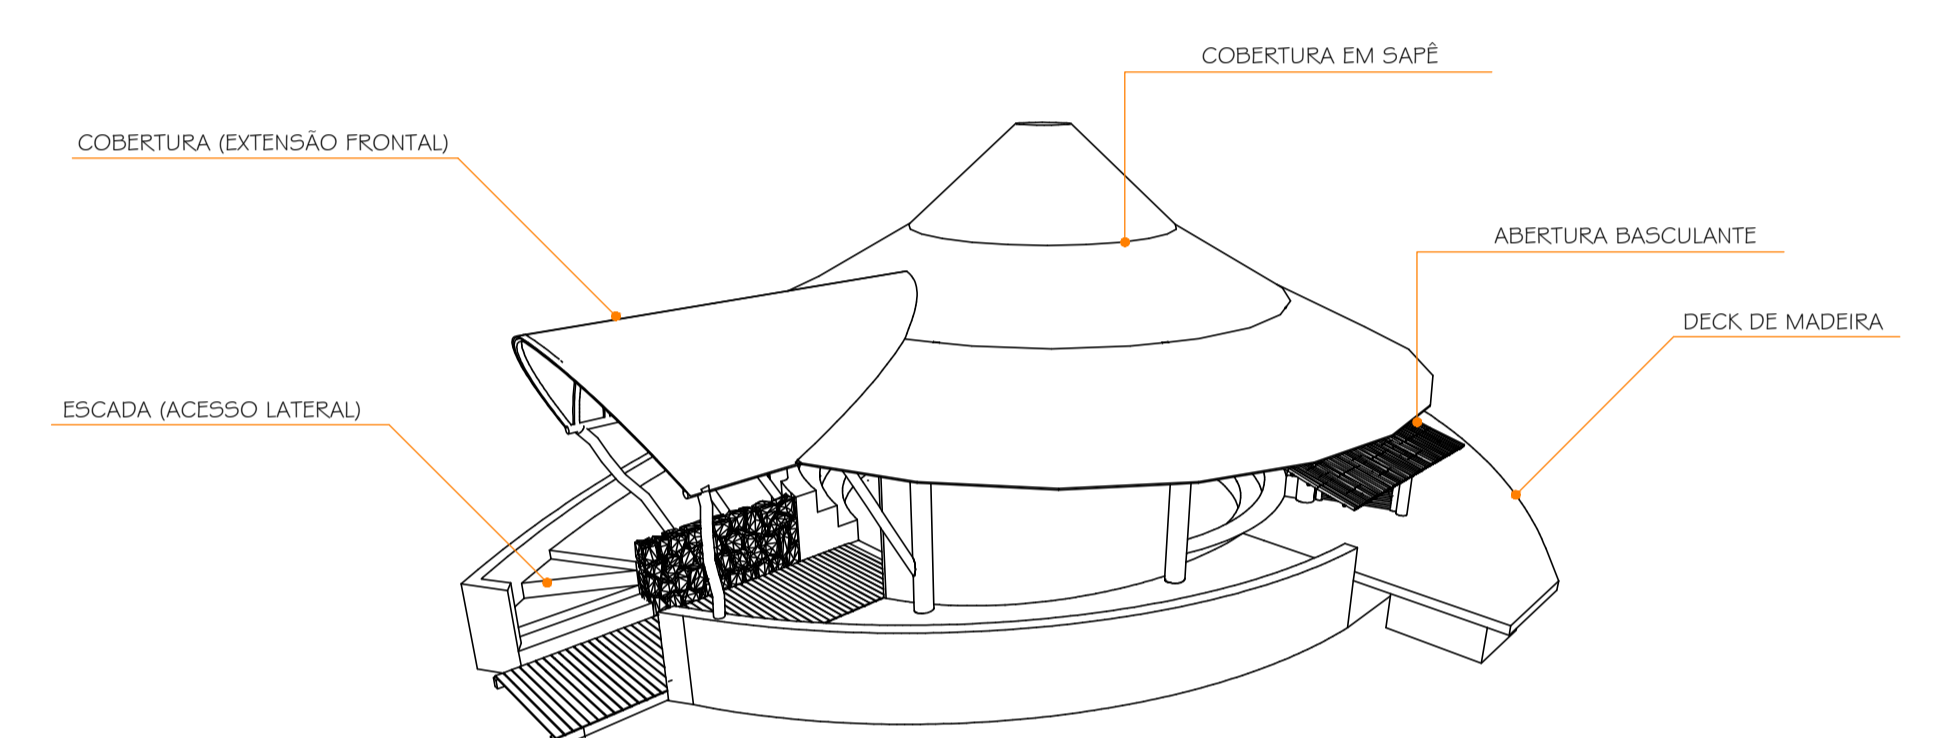 COBERTURA EM SAPÊ
COBERTURA (EXTENSÃO FRONTAL)
ABERTURA BASCULANTE
DECK DE MADEIRA
ESCADA (ACESSO LATERAL)